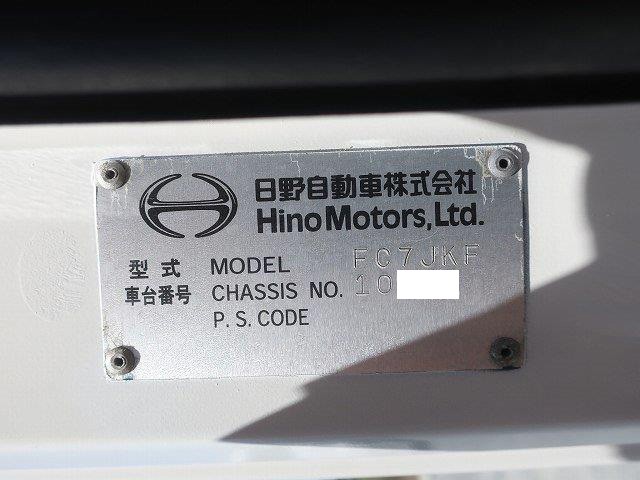 日野自動車株式会社
Hino Motors, Ltd.
型式 MODEL FC7JKF
車台番号 CHASSIS NO. 10
P. S. CODE